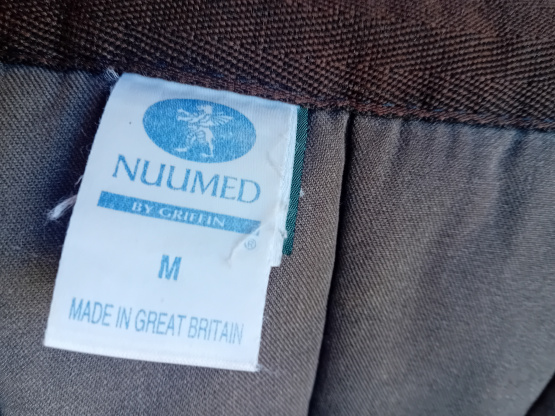 NUUMED
BY GRIFFIN
®
M
MADE IN GREAT BRITAIN